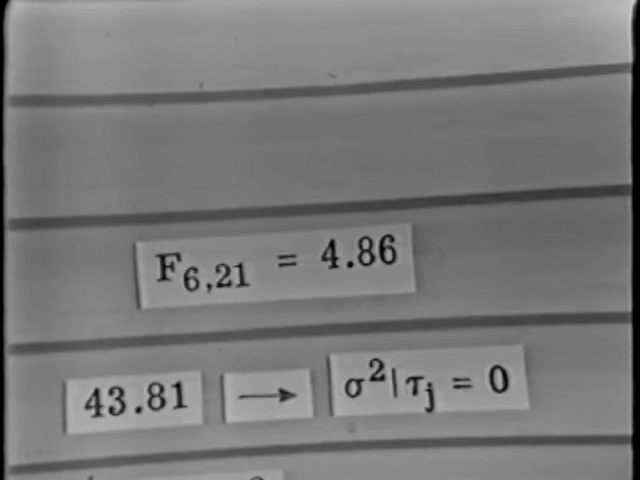 F₆,₂₁ = 4.86
43.81 → σ²|τⱼ = 0